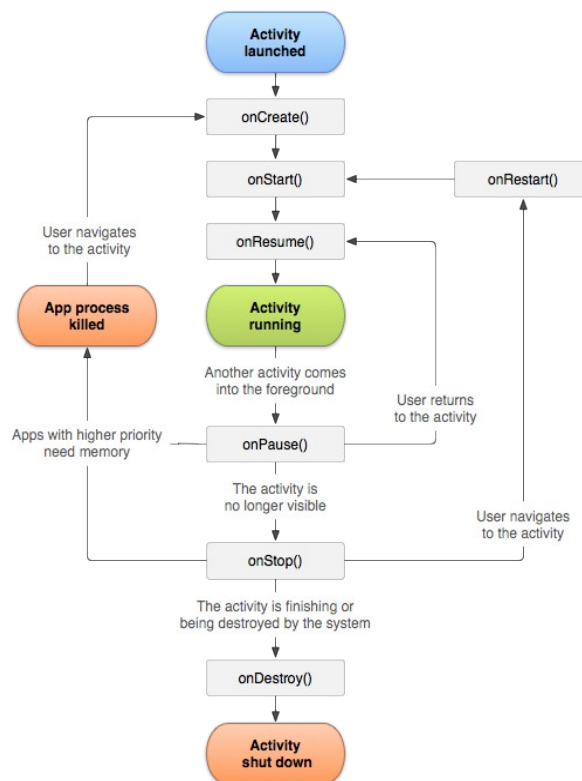 Activity
launched
onCreate()
onStart()
onRestart()
User navigates
to the activity
onResume()
App process
killed
Activity
running
Another activity comes
into the foreground
User returns
to the activity
Apps with higher priority
need memory
onPause()
The activity is
no longer visible
User navigates
to the activity
onStop()
The activity is finishing or
being destroyed by the system
onDestroy()
Activity
shut down